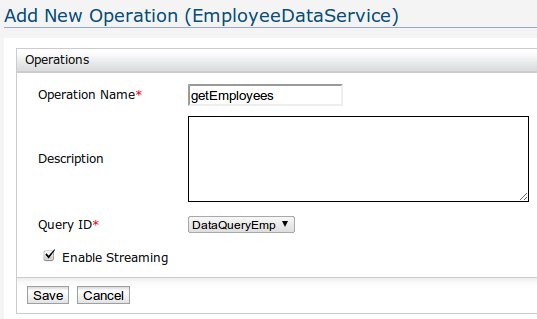 Add New Operation (EmployeeDataService)
Operations
Operation Name* getEmployees
Description
Query ID* DataQueryEmp
Enable Streaming
Save Cancel